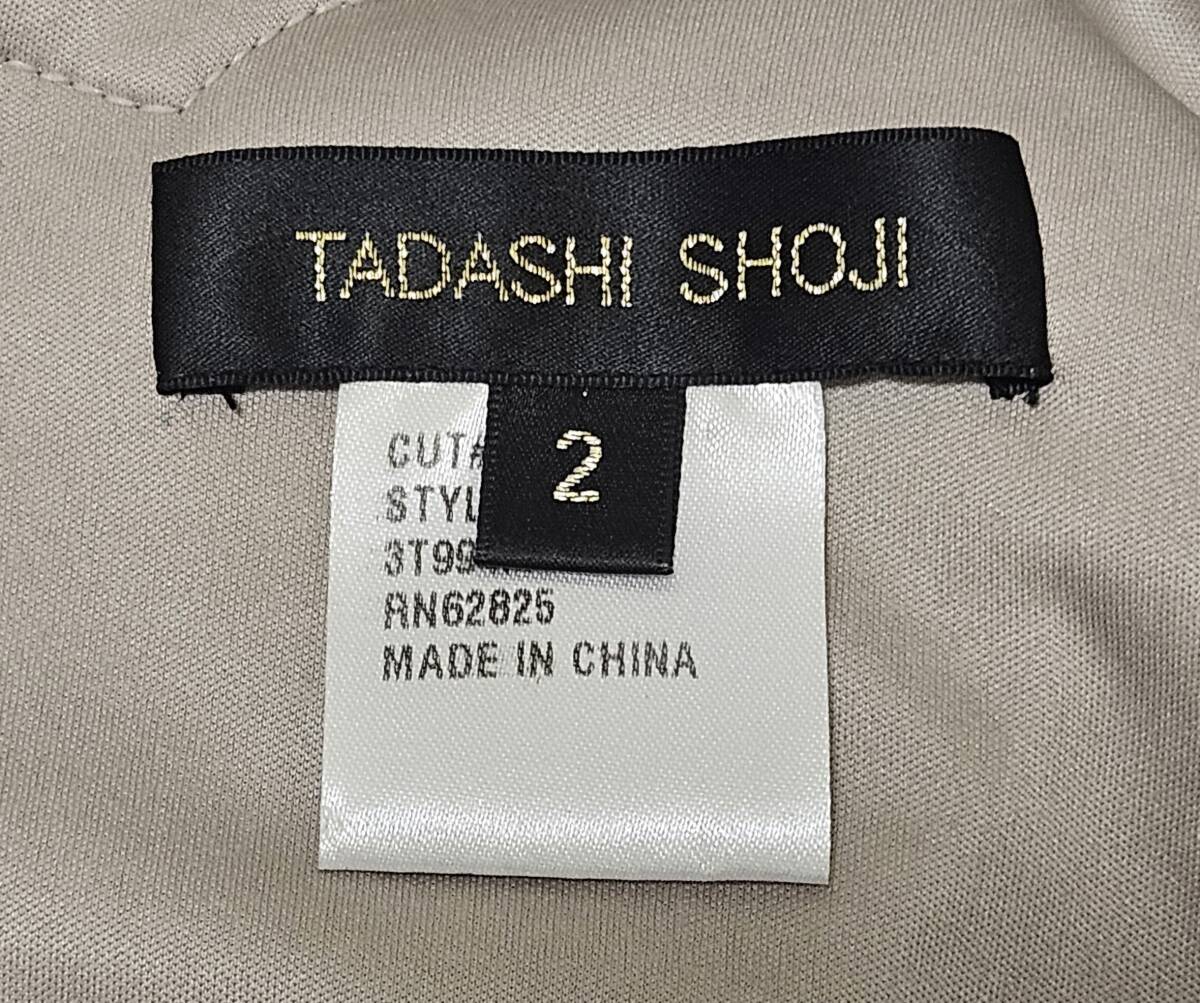 TADASHI SHOJI
2
CUT#
STYL
3T99
RN62825
MADE IN CHINA